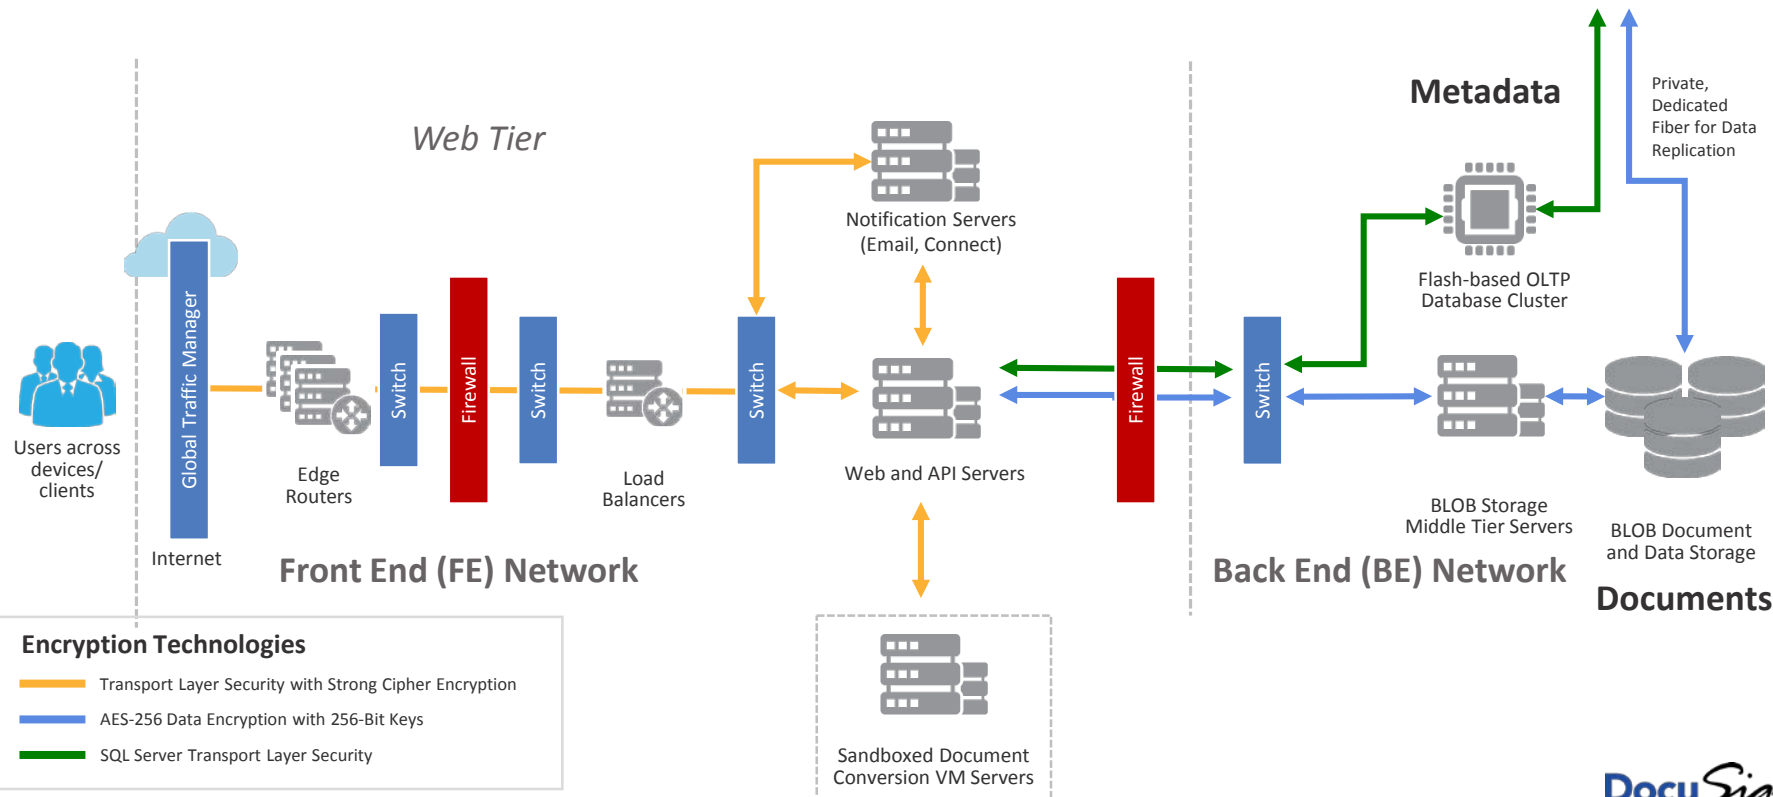 Web Tier
Metadata
Private,
Dedicated
Fiber for Data
Replication
Notification Servers
(Email, Connect)
Flash-based OLTP
Database Cluster
Users across
devices/
clients
Global Traffic Manager
Internet
Edge
Routers
Switch
Firewall
Switch
Load
Balancers
Switch
Web and API Servers
Firewall
Switch
BLOB Storage
Middle Tier Servers
BLOB Document
and Data Storage
Front End (FE) Network
Back End (BE) Network
Documents
Encryption Technologies
Transport Layer Security with Strong Cipher Encryption
AES-256 Data Encryption with 256-Bit Keys
SQL Server Transport Layer Security
Sandboxed Document
Conversion VM Servers
DocuSig